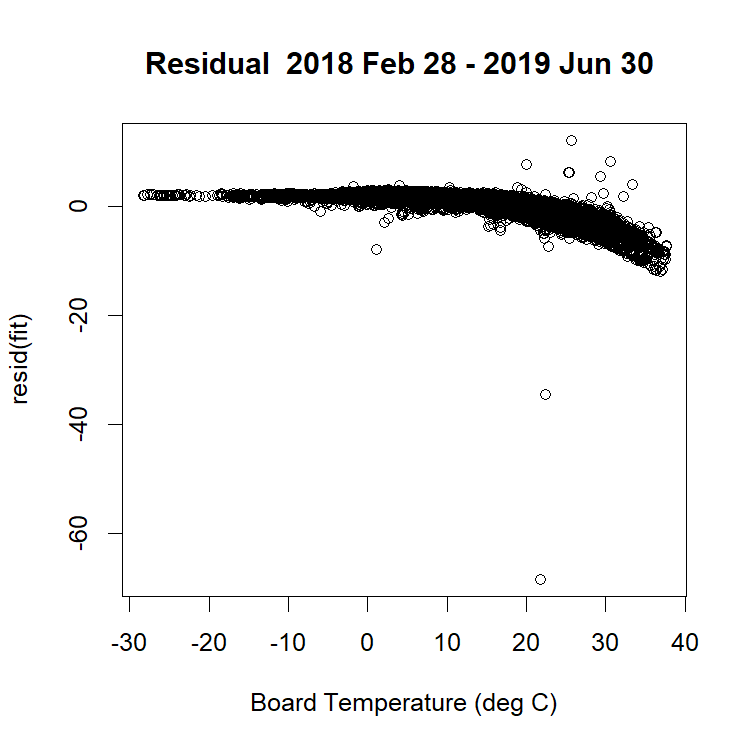 Residual  2018 Feb 28 - 2019 Jun 30
resid(fit)
0
-20
-40
-60
-30 -20 -10 0 10 20 30 40
Board Temperature (deg C)